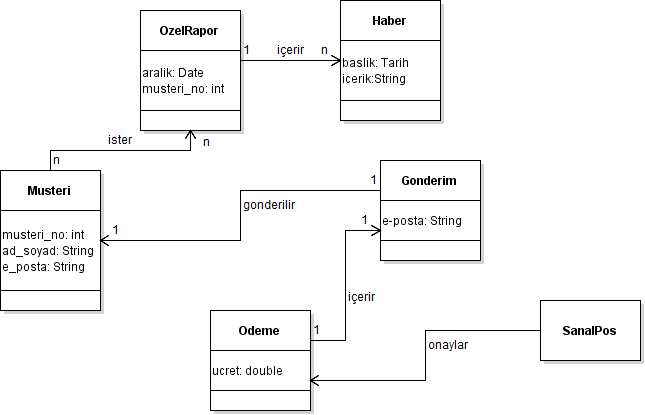 OzelRapor
aralik: Date
musteri_no: int
1
içerir
n
Haber
baslik: Tarih
icerik:String
ister
n
n
Musteri
musteri_no: int
ad_soyad: String
e_posta: String
1
gonderilir
1
Gonderim
e-posta: String
1
içerir
1
Odeme
ucret: double
onaylar
SanalPos